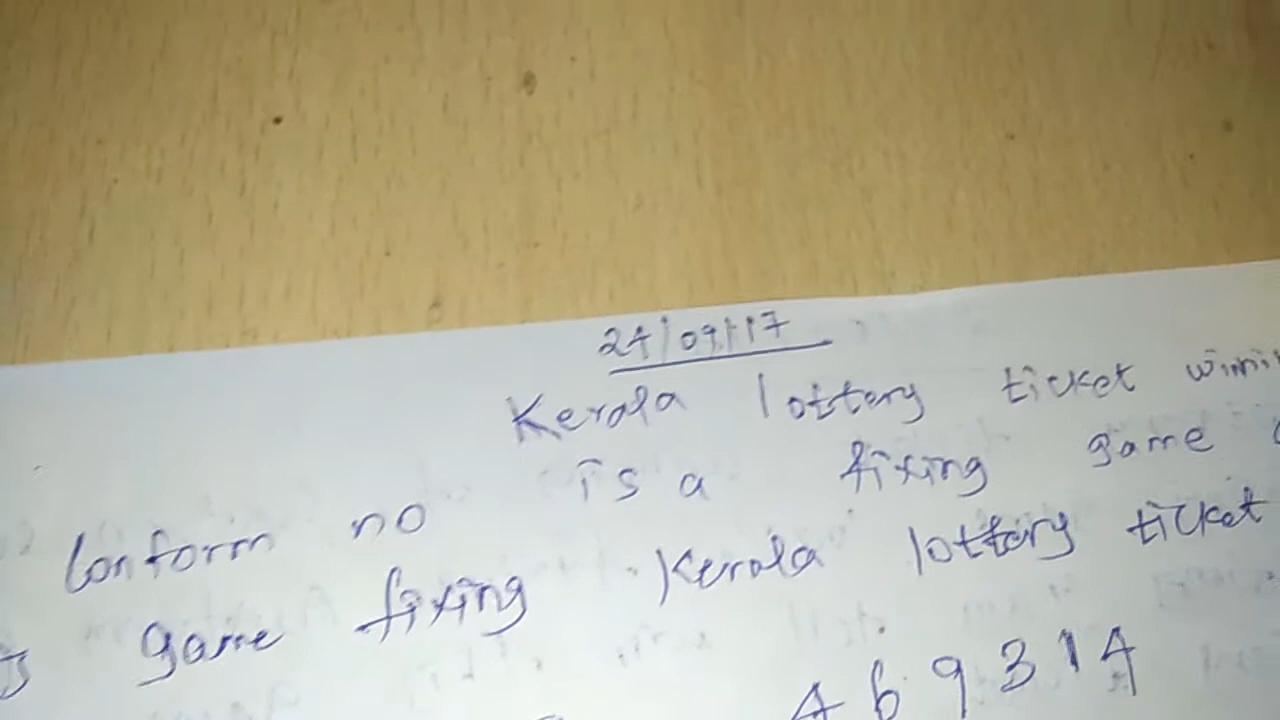 24/09/17
Kerala lottery ticket
Conform no is a fixing game
game fixing Kerala lottery ticket
469314